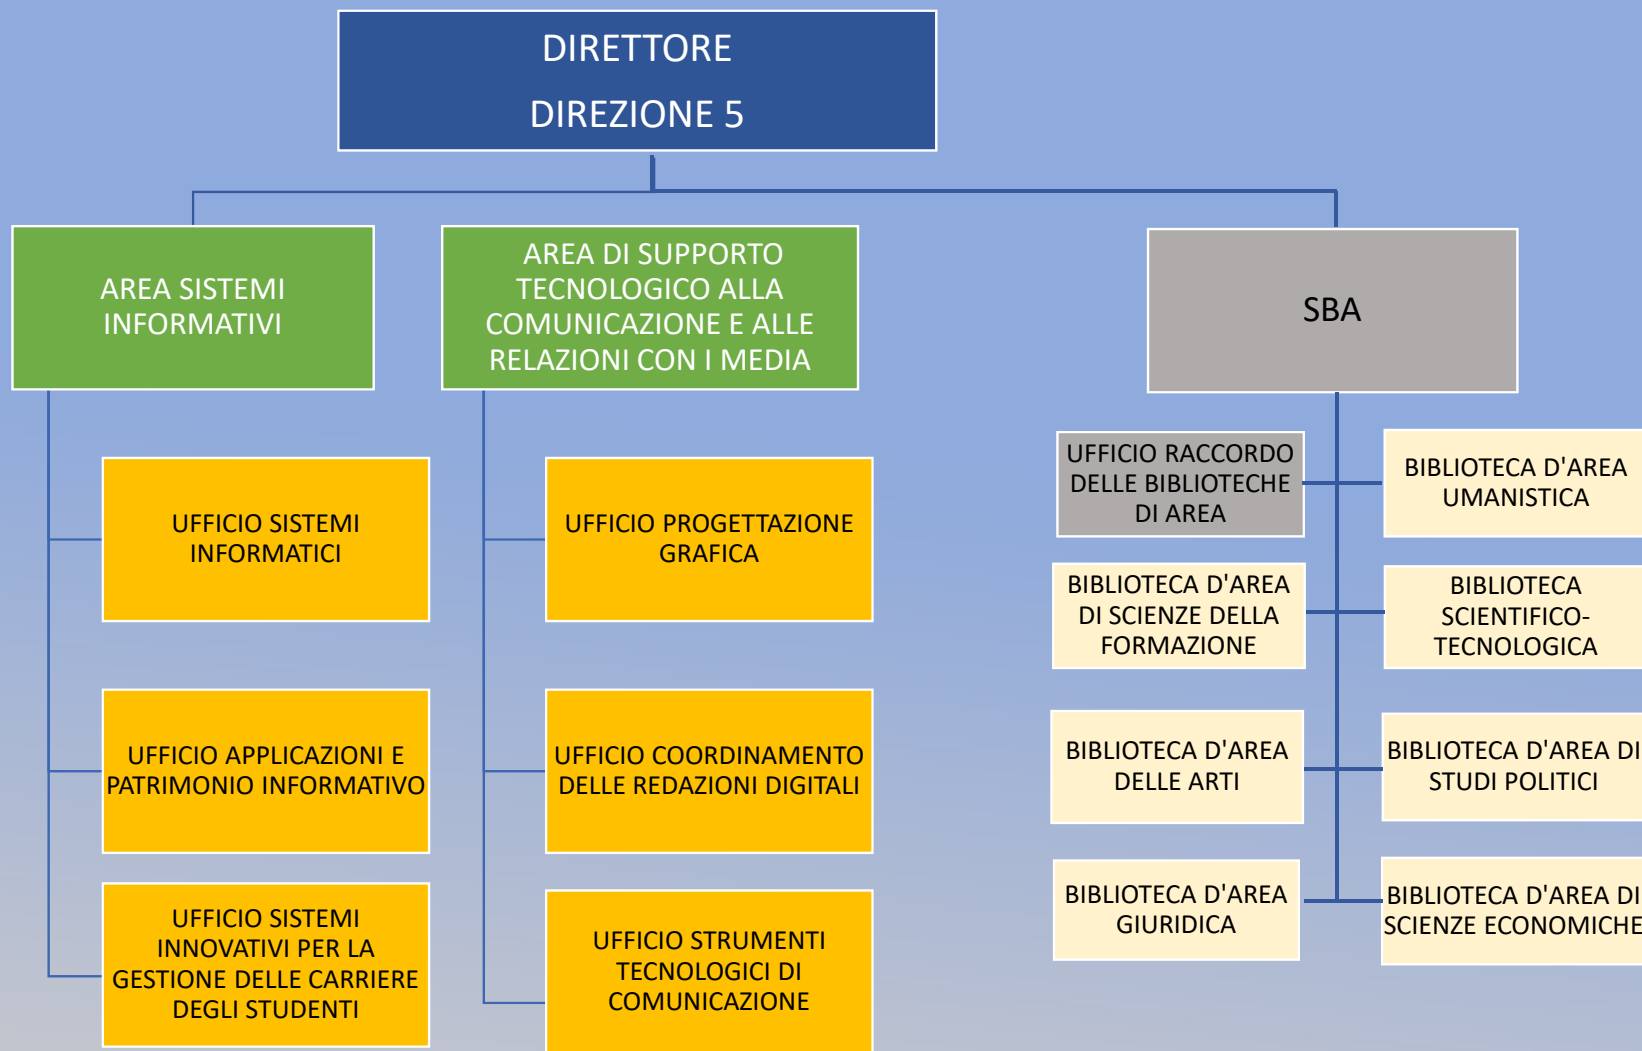 DIRETTORE
DIREZIONE 5
AREA SISTEMI
INFORMATIVI
AREA DI SUPPORTO
TECNOLOGICO ALLA
COMUNICAZIONE E ALLE
RELAZIONI CON I MEDIA
SBA
UFFICIO SISTEMI
INFORMATICI
UFFICIO APPLICAZIONI E
PATRIMONIO INFORMATIVO
UFFICIO SISTEMI
INNOVATIVI PER LA
GESTIONE DELLE CARRIERE
DEGLI STUDENTI
UFFICIO PROGETTAZIONE
GRAFICA
UFFICIO COORDINAMENTO
DELLE REDAZIONI DIGITALI
UFFICIO STRUMENTI
TECNOLOGICI DI
COMUNICAZIONE
UFFICIO RACCORDO
DELLE BIBLIOTECHE
DI AREA
BIBLIOTECA D'AREA
UMANISTICA
BIBLIOTECA D'AREA
DI SCIENZE DELLA
FORMAZIONE
BIBLIOTECA
SCIENTIFICO-
TECNOLOGICA
BIBLIOTECA D'AREA
DELLE ARTI
BIBLIOTECA D'AREA DI
STUDI POLITICI
BIBLIOTECA D'AREA
GIURIDICA
BIBLIOTECA D'AREA DI
SCIENZE ECONOMICHE